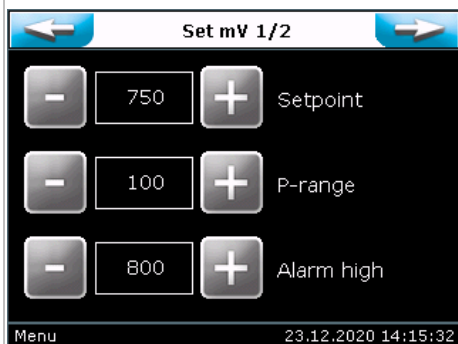 Set mV 1/2
- 750 + Setpoint
- 100 + P-range
- 800 + Alarm high
Menu 23.12.2020 14:15:32